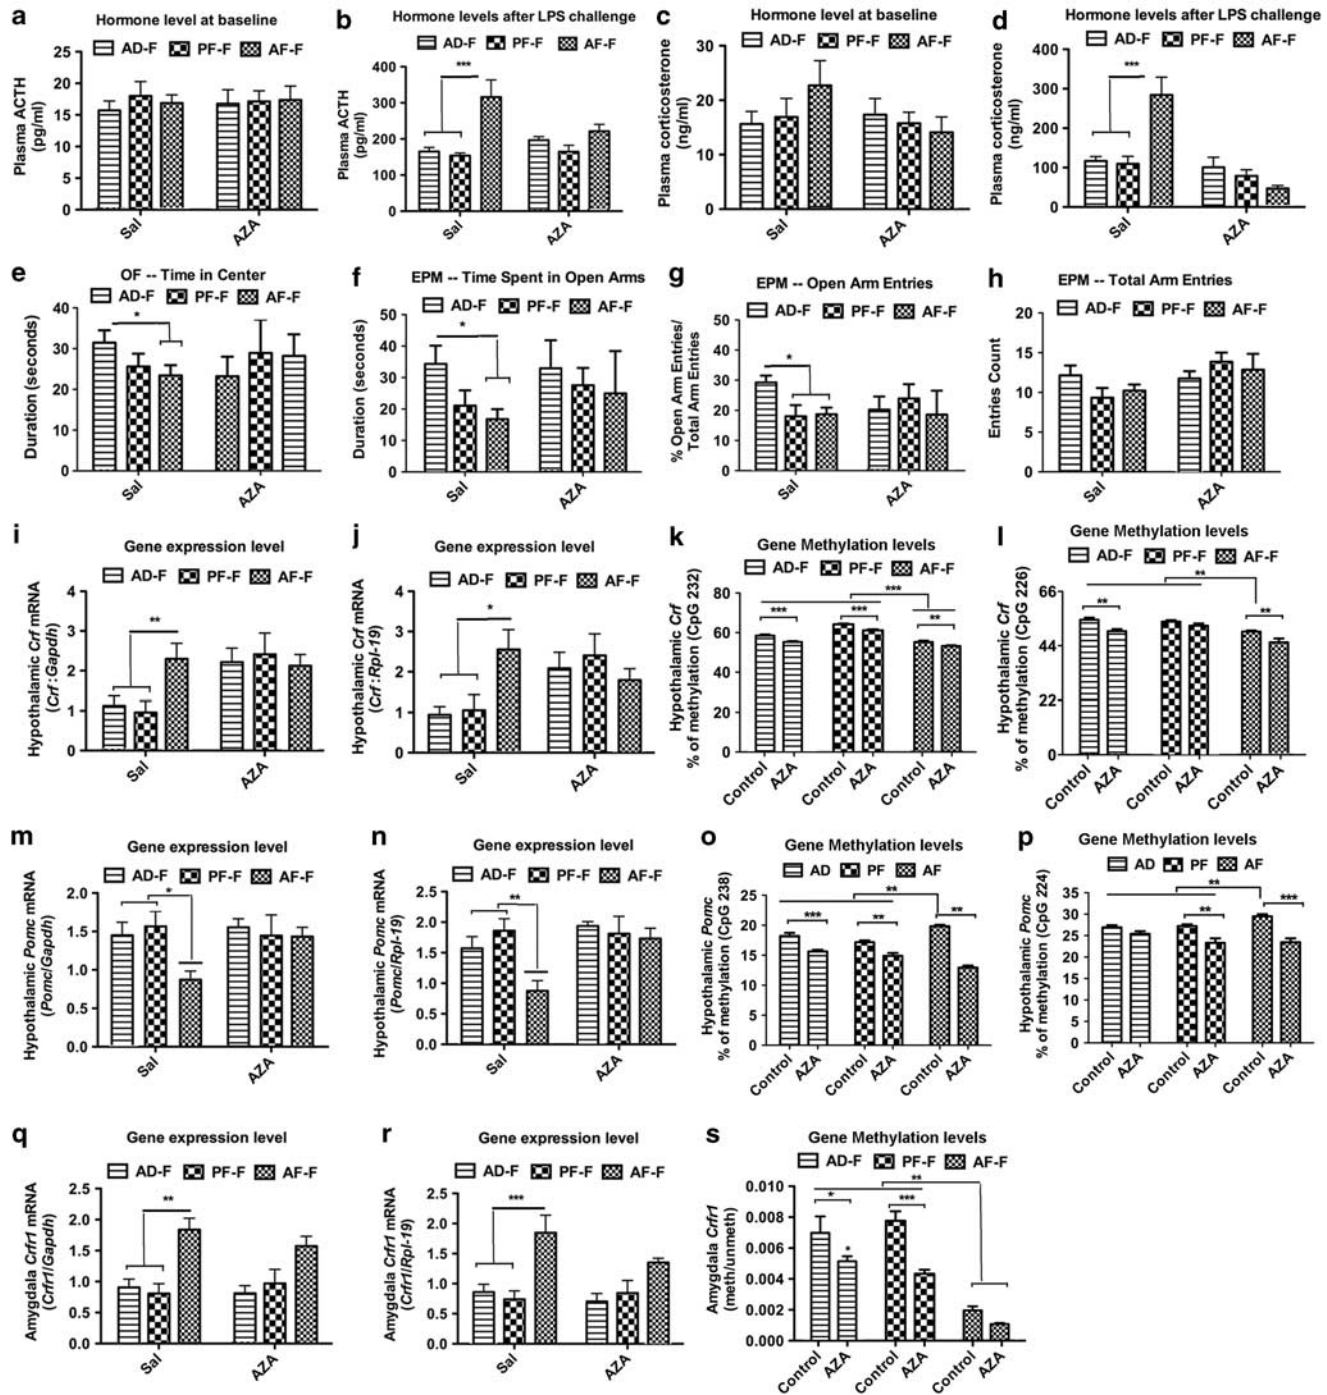 a
Hormone level at baseline
AD-F PF-F AF-F
Plasma ACTH
(pg/ml)
25
20
15
10
5
0
Sal
AZA
b
Hormone levels after LPS challenge
AD-F PF-F AF-F
Plasma ACTH
(pg/ml)
400
300
200
100
0
***
Sal
AZA
c
Hormone level at baseline
AD-F PF-F AF-F
Plasma corticosterone
(ng/ml)
30
20
10
0
Sal
AZA
d
Hormone levels after LPS challenge
AD-F PF-F AF-F
Plasma corticosterone
(ng/ml)
400
300
200
100
0
***
Sal
AZA
e
OF -- Time in Center
AD-F PF-F AF-F
Duration (seconds)
40
30
20
10
0
*
Sal
AZA
f
EPM -- Time Spent in Open Arms
AD-F PF-F AF-F
Duration (seconds)
50
40
30
20
10
0
*
Sal
AZA
g
EPM -- Open Arm Entries
AD-F PF-F AF-F
% Open Arm Entries/
Total Arm Entries
50
40
30
20
10
0
*
Sal
AZA
h
EPM -- Total Arm Entries
AD-F PF-F AF-F
Entries Count
20
15
10
5
0
Sal
AZA
i
Gene expression level
AD-F PF-F AF-F
Hypothalamic Crf mRNA
(Crf:Gapdh)
4
3
2
1
0
**
Sal
AZA
j
Gene expression level
AD-F PF-F AF-F
Hypothalamic Crf mRNA
(Crf:Rpl-19)
4
3
2
1
0
*
Sal
AZA
k
Gene Methylation levels
AD-F PF-F AF-F
Hypothalamic Crf
% of methylation (CpG 232)
80
60
40
20
0
***
***
***
**
Control
AZA
Control
AZA
Control
AZA
l
Gene Methylation levels
AD-F PF-F AF-F
Hypothalamic Crf
% of methylation (CpG 226)
66
44
22
0
**
**
**
Control
AZA
Control
AZA
Control
AZA
m
Gene expression level
AD-F PF-F AF-F
Hypothalamic Pomc mRNA
(Pomc/Gapdh)
2.0
1.5
1.0
0.5
0.0
*
Sal
AZA
n
Gene expression level
AD-F PF-F AF-F
Hypothalamic Pomc mRNA
(Pomc/Rpl-19)
2.5
2.0
1.5
1.0
0.5
0.0
**
Sal
AZA
o
Gene Methylation levels
AD PF AF
Hypothalamic Pomc
% of methylation (CpG 238)
25
20
15
10
5
0
**
***
**
**
Control
AZA
Control
AZA
Control
AZA
p
Gene Methylation levels
AD PF AF
Hypothalamic Pomc
% of methylation (CpG 224)
35
30
25
20
15
10
5
0
**
**
***
Control
AZA
Control
AZA
Control
AZA
q
Gene expression level
AD-F PF-F AF-F
Amygdala Crfr1 mRNA
(Crfr1/Gapdh)
2.5
2.0
1.5
1.0
0.5
0.0
**
Sal
AZA
r
Gene expression level
AD-F PF-F AF-F
Amygdala Crfr1 mRNA
(Crfr1/Rpl-19)
2.5
2.0
1.5
1.0
0.5
0.0
***
Sal
AZA
s
Gene Methylation levels
AD-F PF-F AF-F
Amygdala Crfr1
(meth/unmeth)
0.010
0.008
0.006
0.004
0.002
0.000
**
*
***
*
Control
AZA
Control
AZA
Control
AZA